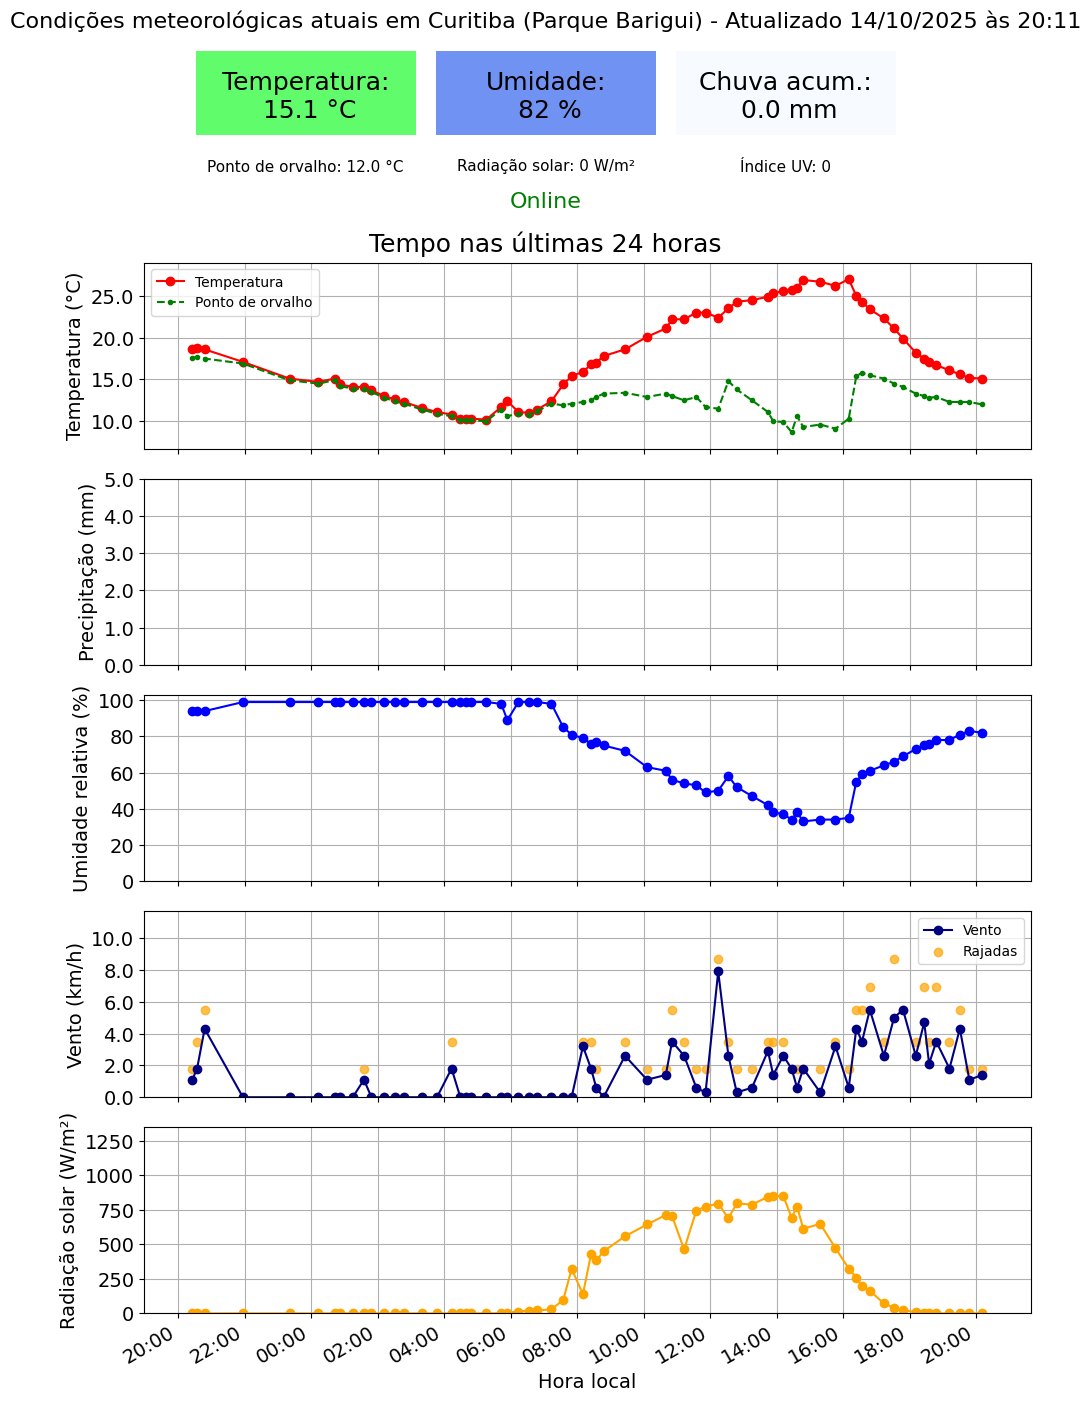 Condições meteorológicas atuais em Curitiba (Parque Barigui) - Atualizado 14/10/2025 às 20:11
Temperatura:
15.1 °C
Umidade:
82 %
Chuva acum.:
0.0 mm
Ponto de orvalho: 12.0 °C
Radiação solar: 0 W/m²
Índice UV: 0
Online
Tempo nas últimas 24 horas
Temperatura (°C)
25.0
20.0
15.0
10.0
Temperatura
Ponto de orvalho
Precipitação (mm)
5.0
4.0
3.0
2.0
1.0
0.0
Umidade relativa (%)
100
80
60
40
20
0
Vento (km/h)
10.0
8.0
6.0
4.0
2.0
0.0
Vento
Rajadas
Radiação solar (W/m²)
1250
1000
750
500
250
0
20:00
22:00
00:00
02:00
04:00
06:00
08:00
10:00
12:00
14:00
16:00
18:00
20:00
Hora local